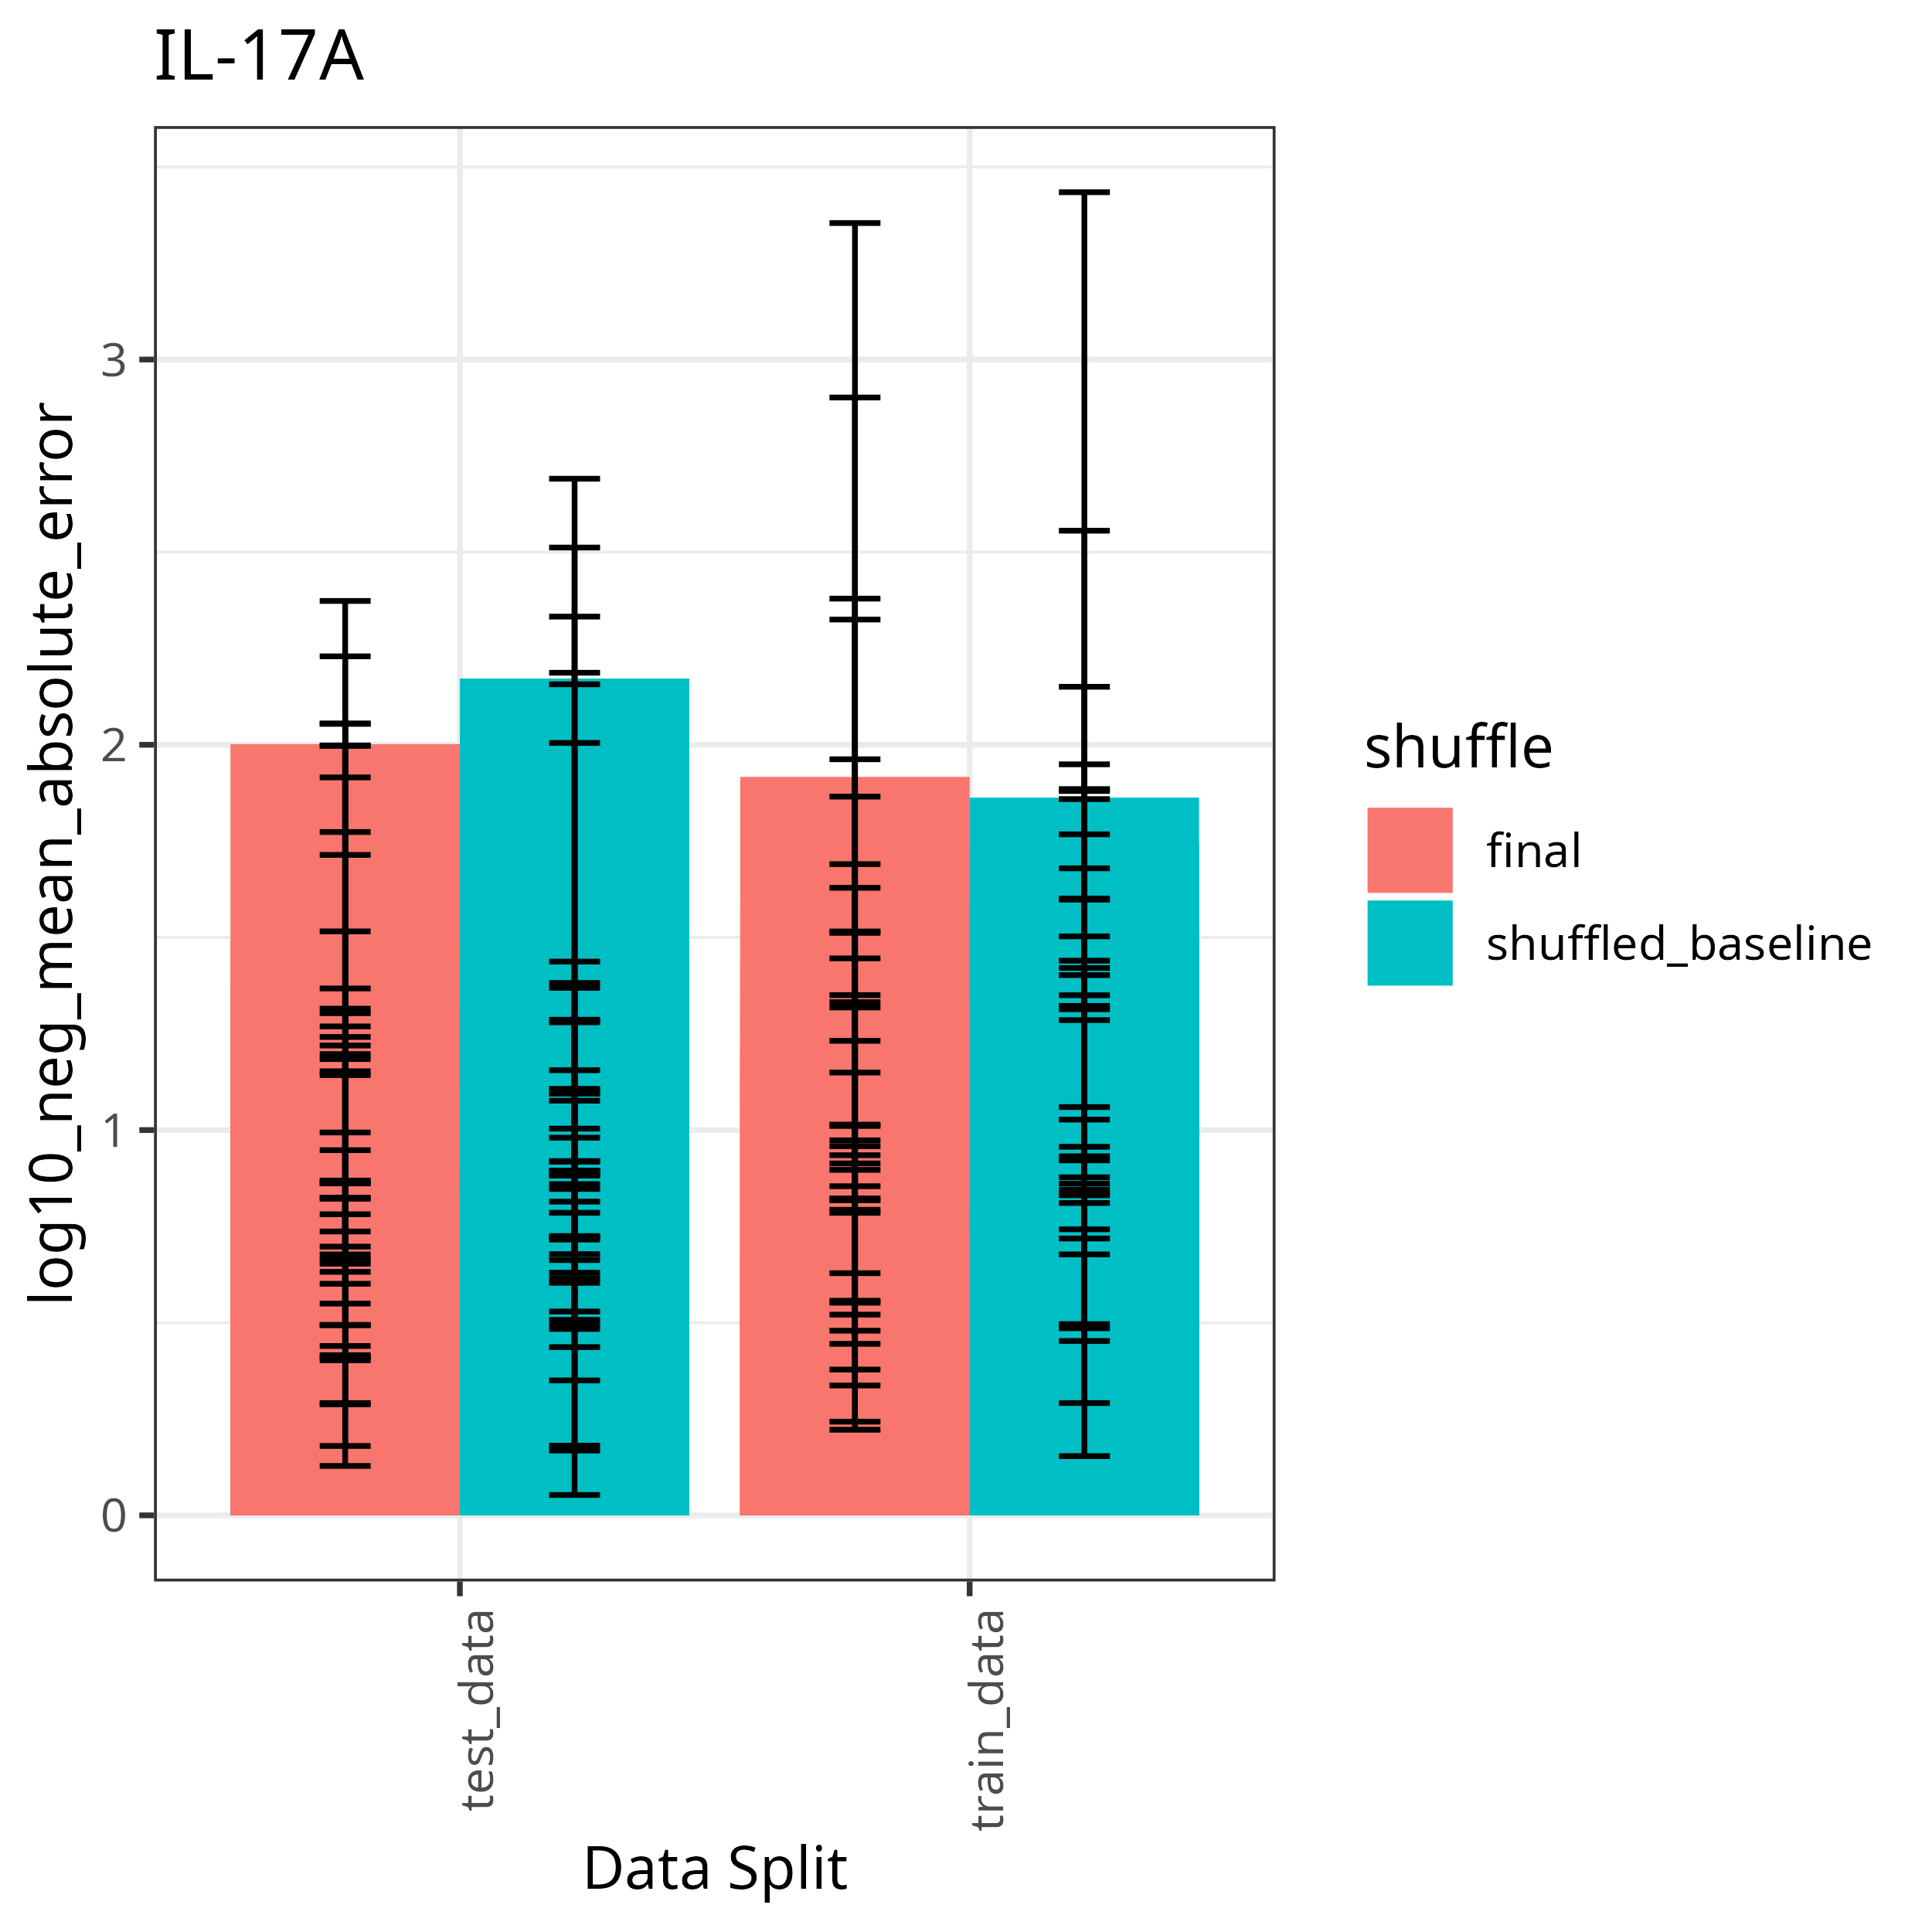 IL-17A
log10_neg_mean_absolute_error
3
2
1
0
test_data
train_data
Data Split
shuffle
final
shuffled_baseline